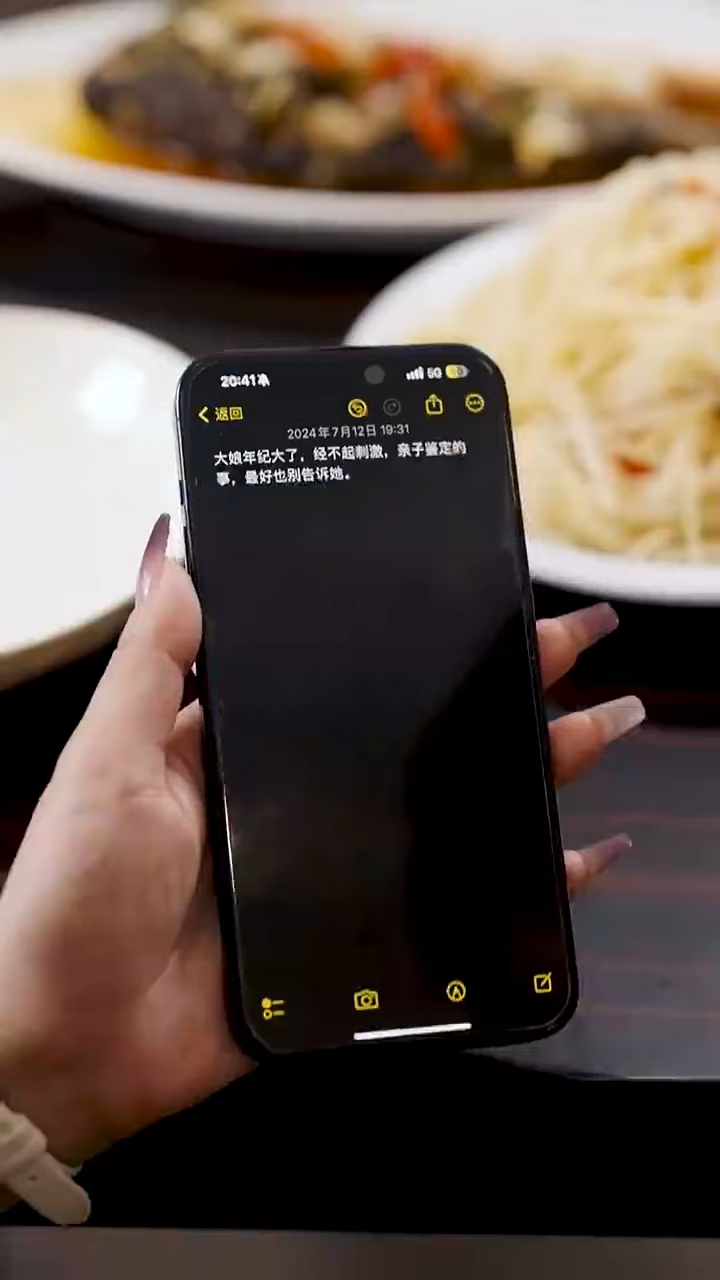 20:41
5G
返回
2024年7月12日 19:31
大娘年纪大了，经不起刺激，亲子鉴定的
事，最好也别告诉她。